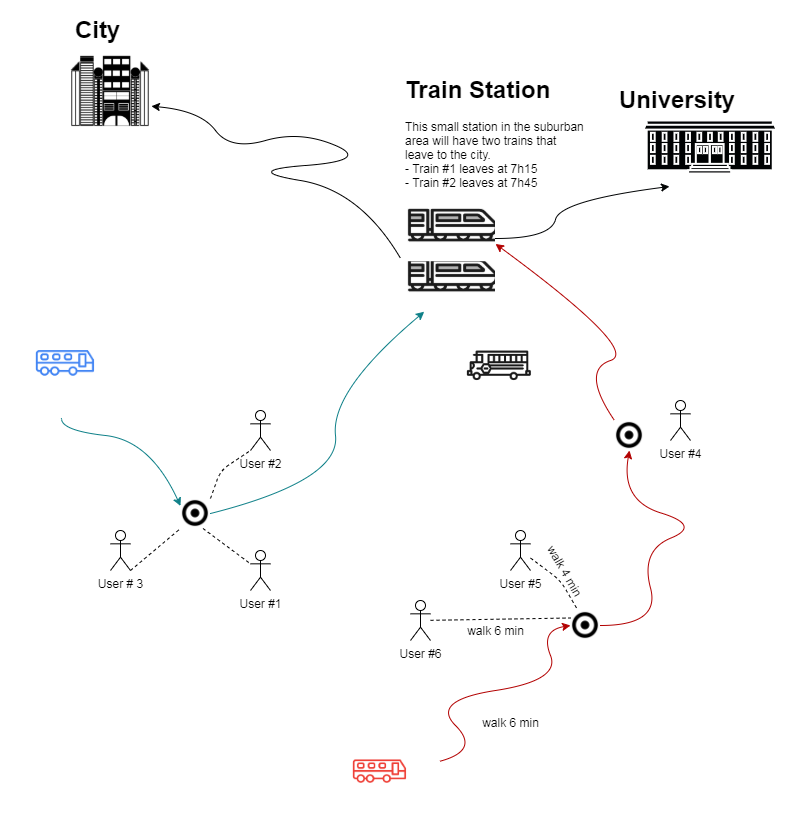 City
Train Station
University
This small station in the suburban
area will have two trains that
leave to the city.
- Train #1 leaves at 7h15
- Train #2 leaves at 7h45
User #2
User #4
User # 3
User #1
User #5
walk 4 min
walk 6 min
User #6
walk 6 min